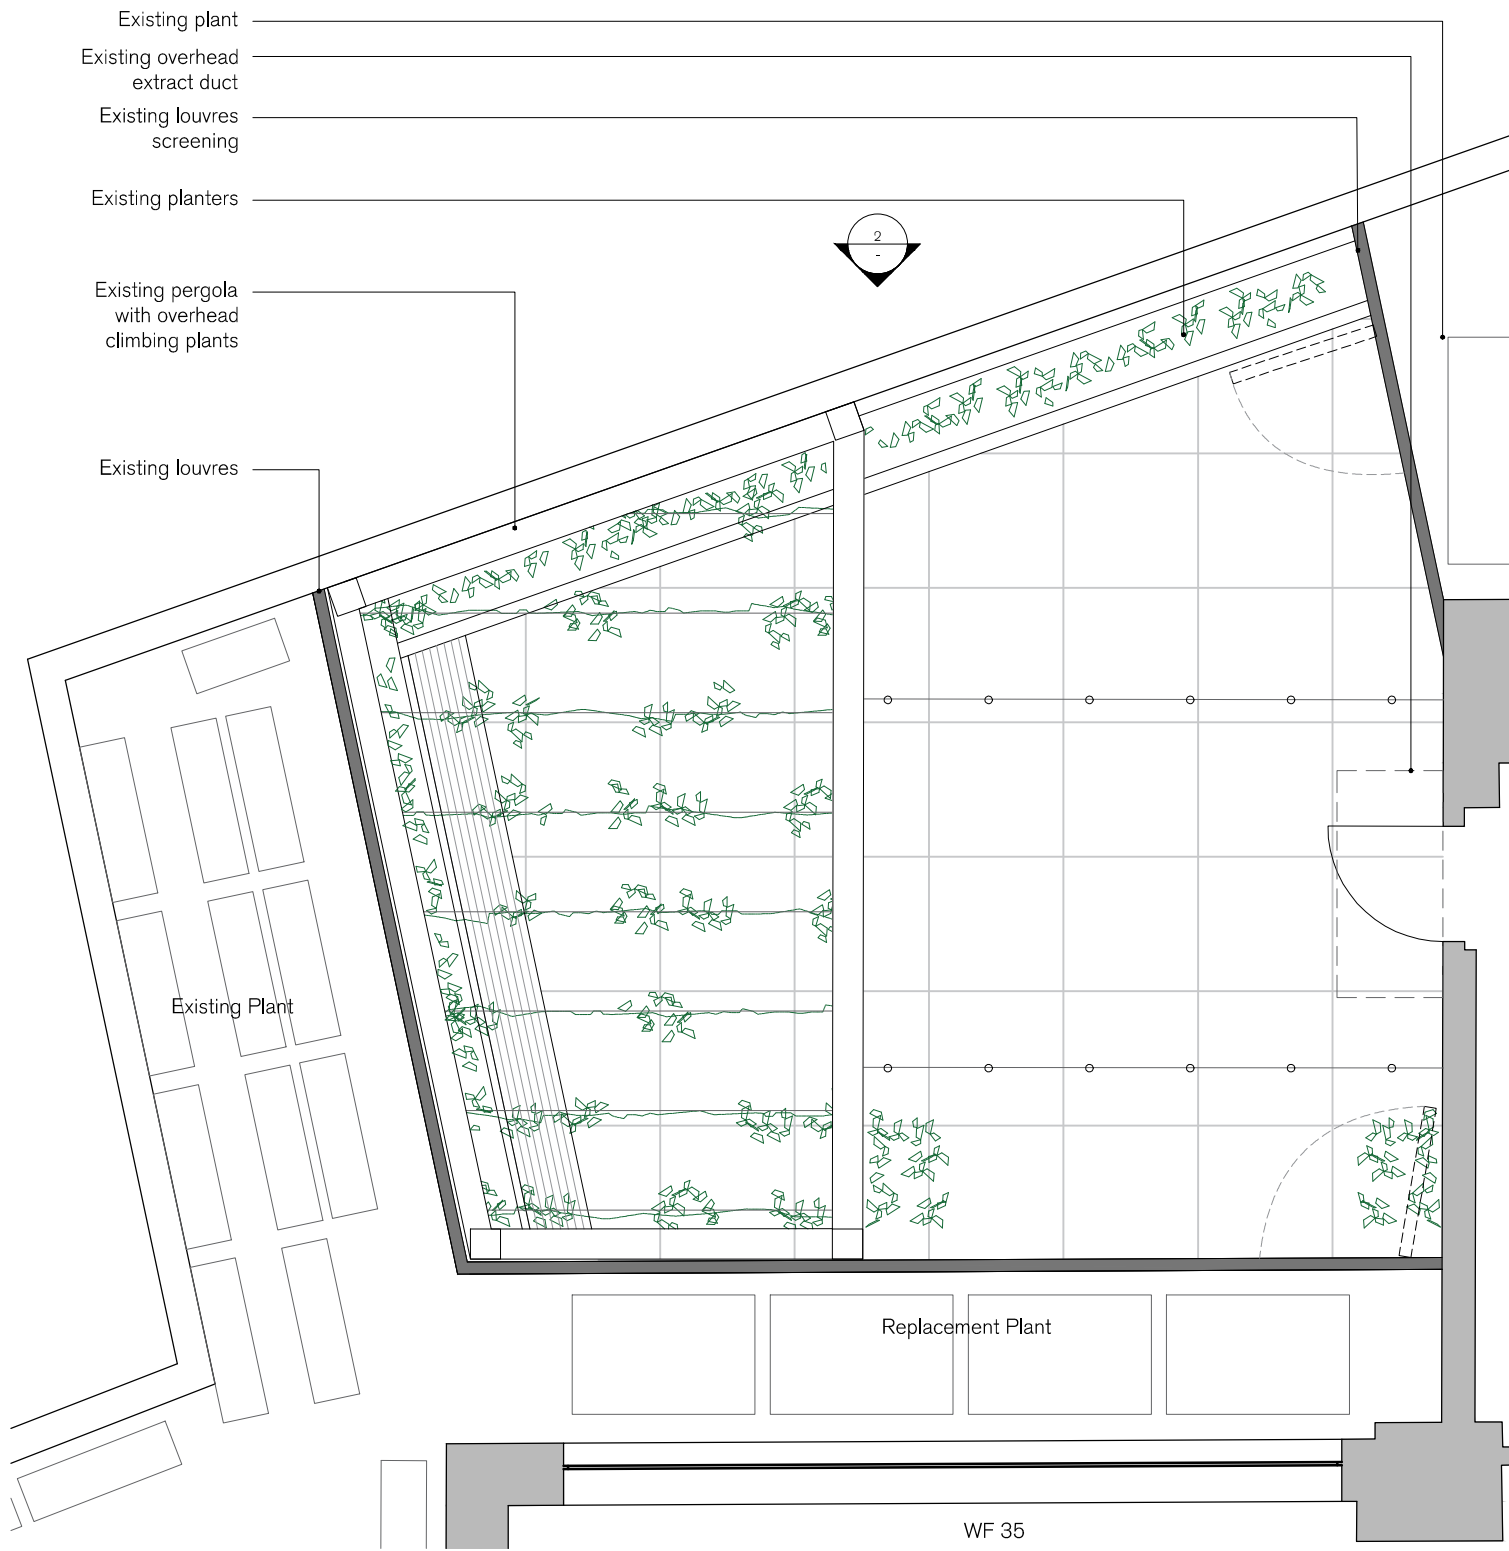 Existing plant
Existing overhead
extract duct
Existing louvres
screening
Existing planters
2
-
Existing pergola
with overhead
climbing plants
Existing louvres
Existing Plant
Replacement Plant
WF 35